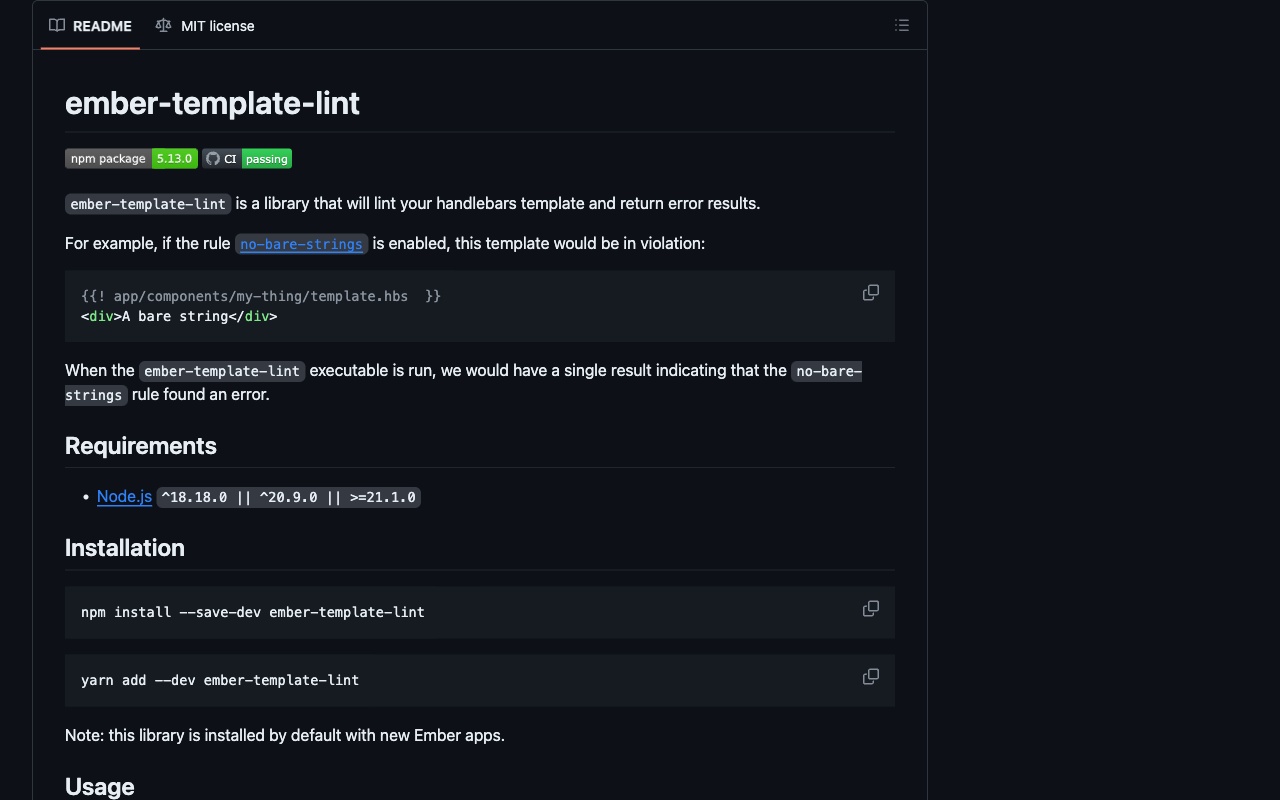 README MIT license
ember-template-lint
npm package 5.13.0 CI passing
ember-template-lint is a library that will lint your handlebars template and return error results.
For example, if the rule no-bare-strings is enabled, this template would be in violation:
{{! app/components/my-thing/template.hbs  }}
<div>A bare string</div>
When the ember-template-lint executable is run, we would have a single result indicating that the no-bare-
strings rule found an error.
Requirements
• Node.js ^18.18.0 || ^20.9.0 || >=21.1.0
Installation
npm install --save-dev ember-template-lint
yarn add --dev ember-template-lint
Note: this library is installed by default with new Ember apps.
Usage